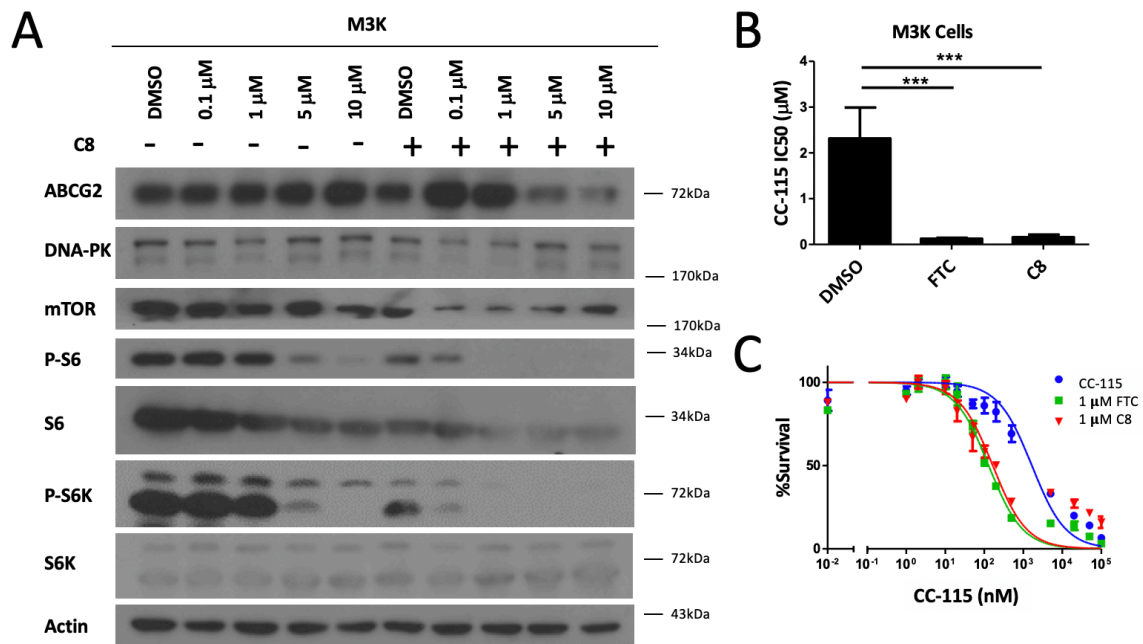 A
M3K
DMSO 0.1 μM 1 μM 5 μM 10 μM DMSO 0.1 μM 1 μM 5 μM 10 μM
C8 - - - - - + + + + +
ABCG2 72kDa
DNA-PK 170kDa
mTOR 170kDa
P-S6 34kDa
S6 34kDa
P-S6K 72kDa
S6K 72kDa
Actin 43kDa
B
M3K Cells
CC-115 IC50 (μM)
4
3
2
1
0
***
***
DMSO FTC C8
C
%Survival
100
50
0
CC-115
1 μM FTC
1 μM C8
10⁻² 10⁻¹ 10⁰ 10¹ 10² 10³ 10⁴ 10⁵
CC-115 (nM)